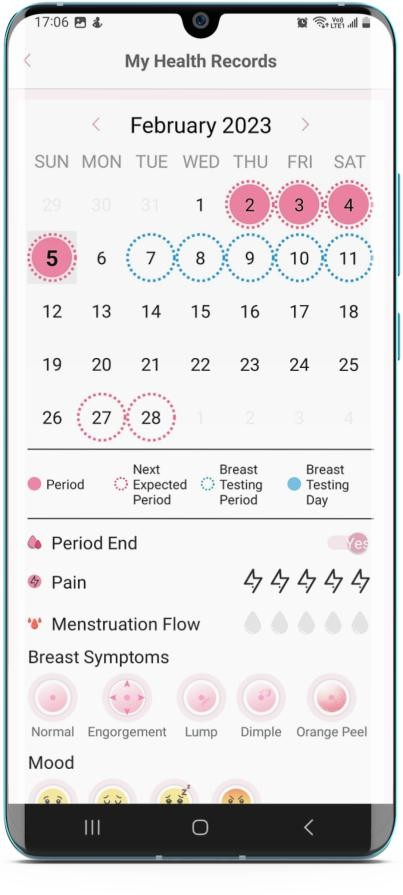 17:06 Vo) LTE1
My Health Records
< February 2023 >
SUN MON TUE WED THU FRI SAT
29 30 31 1 2 3 4
5 6 7 8 9 10 11
12 13 14 15 16 17 18
19 20 21 22 23 24 25
26 27 28 1 2 3 4
Period
Next
Expected
Period
Breast
Testing
Period
Breast
Testing
Day
Period End Yes
Pain
Menstruation Flow
Breast Symptoms
Normal Engorgement Lump Dimple Orange Peel
Mood
z z